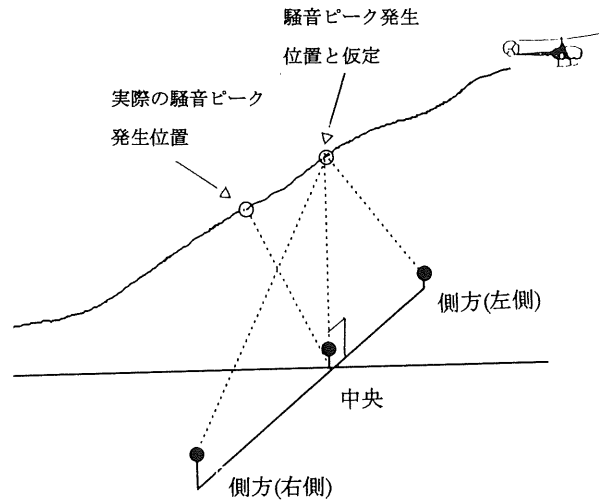 騒音ピーク発生
位置と仮定
実際の騒音ピーク
発生位置
側方(左側)
中央
側方(右側)